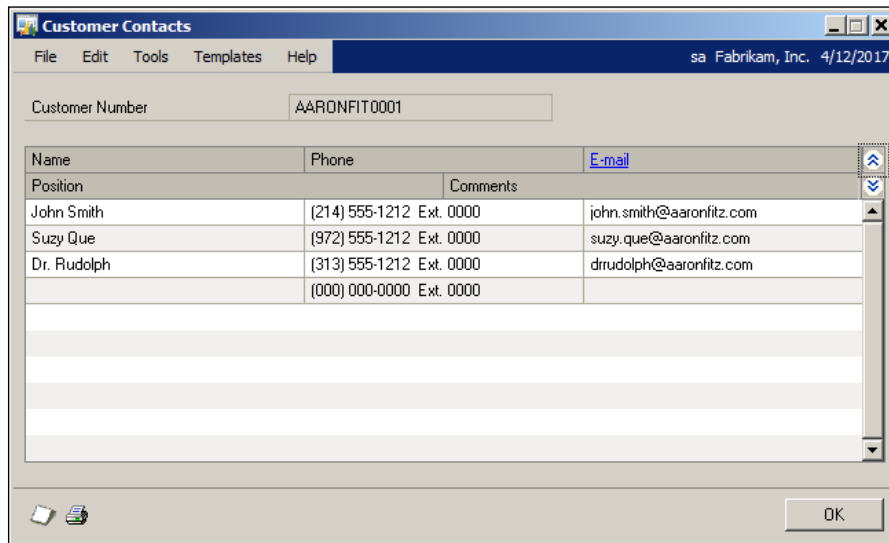 Customer Contacts
File Edit Tools Templates Help sa Fabrikam, Inc. 4/12/2017
Customer Number AARONFIT0001
Name Phone E-mail
Position Comments
John Smith (214) 555-1212 Ext. 0000 john.smith@aaronfitz.com
Suzy Que (972) 555-1212 Ext. 0000 suzy.que@aaronfitz.com
Dr. Rudolph (313) 555-1212 Ext. 0000 drrudolph@aaronfitz.com
(000) 000-0000 Ext. 0000
OK